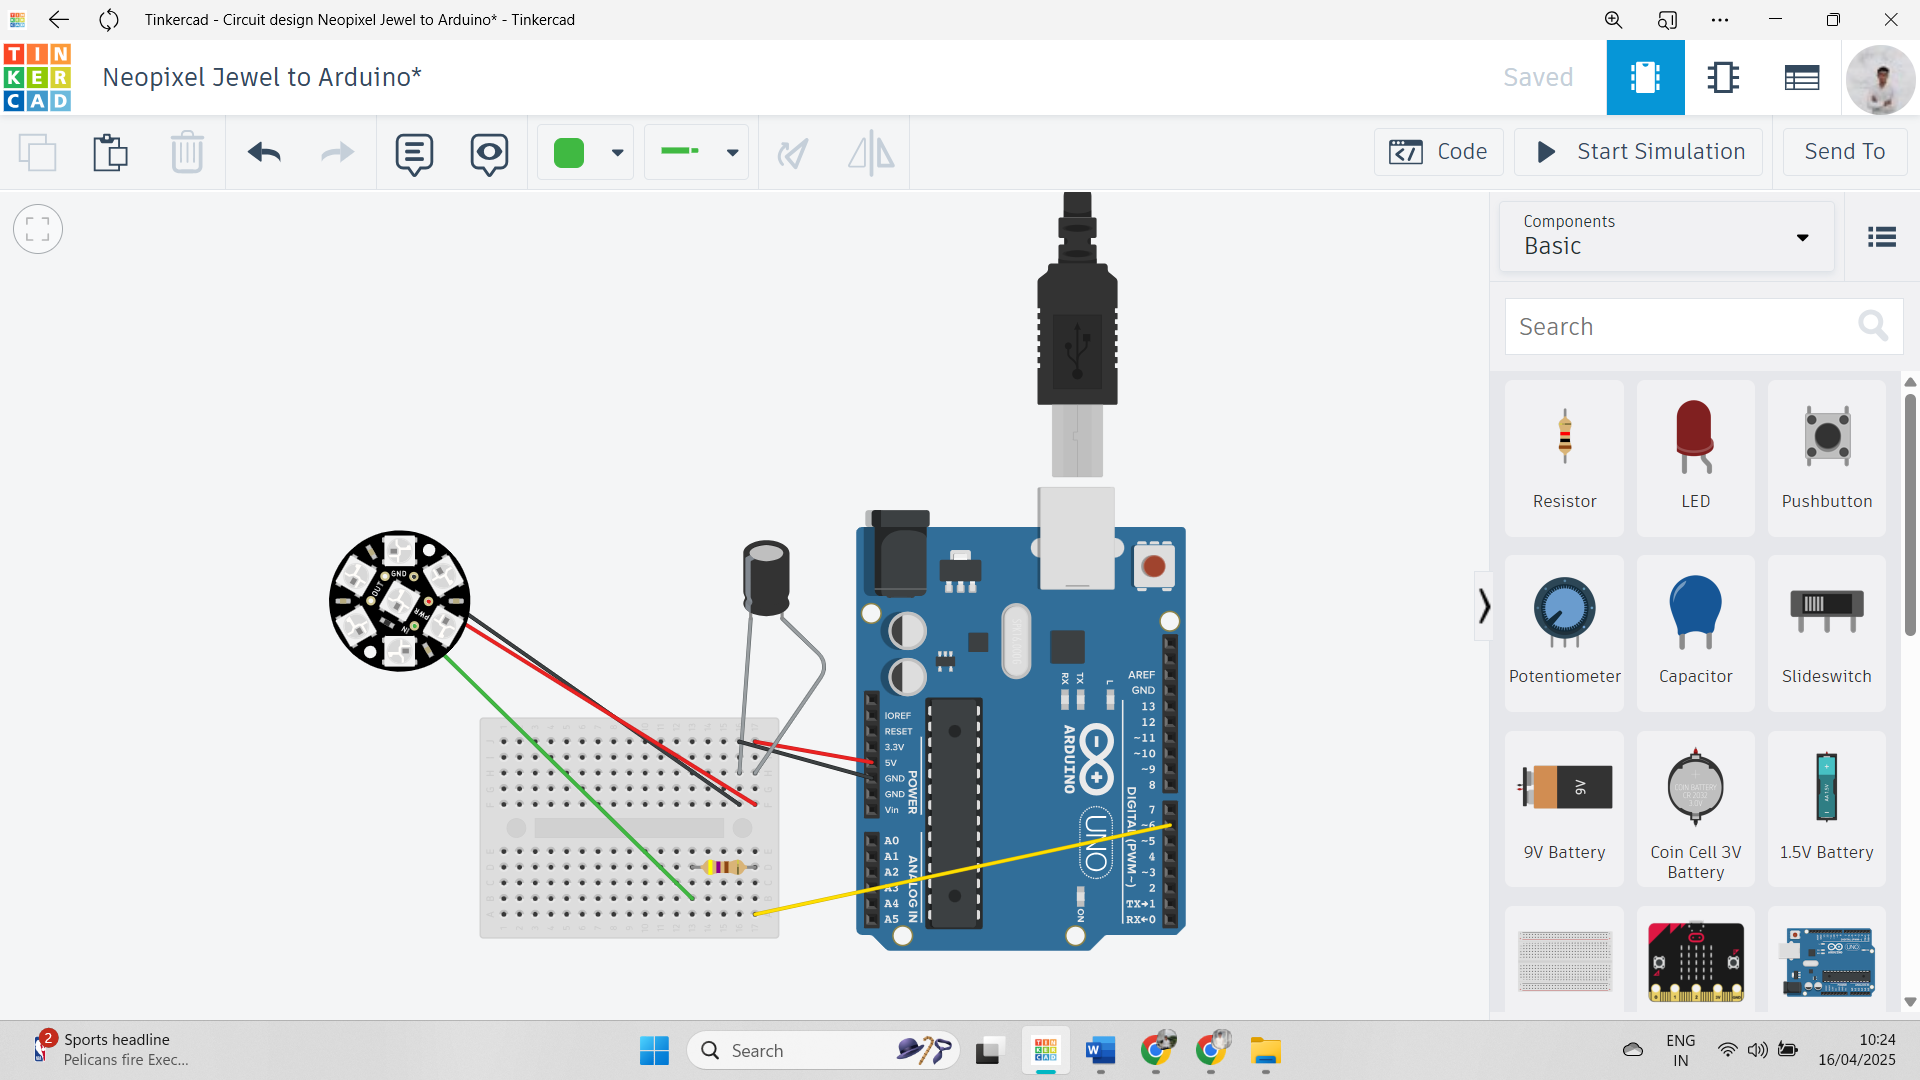 Tinkercad - Circuit design Neopixel Jewel to Arduino* - Tinkercad
TIN
KER
CAD
Neopixel Jewel to Arduino*
Saved
Code
Start Simulation
Send To
Components
Basic
Search
Resistor
LED
Pushbutton
Potentiometer
Capacitor
Slideswitch
9V
9V Battery
Coin Cell 3V
Battery
1.5V Battery
GND
OUT
PWR
IN
IOREF
RESET
3.3V
5V
GND
GND
Vin
POWER
A0
A1
A2
A3
A4
A5
ANALOG IN
RX
TX
L
ARDUINO
UNO
ON
AREF
GND
13
12
~11
~10
~9
8
7
~6
~5
4
~3
2
TX→1
RX←0
DIGITAL (PWM~)
2
Sports headline
Pelicans fire Exec...
Search
ENG
IN
10:24
16/04/2025